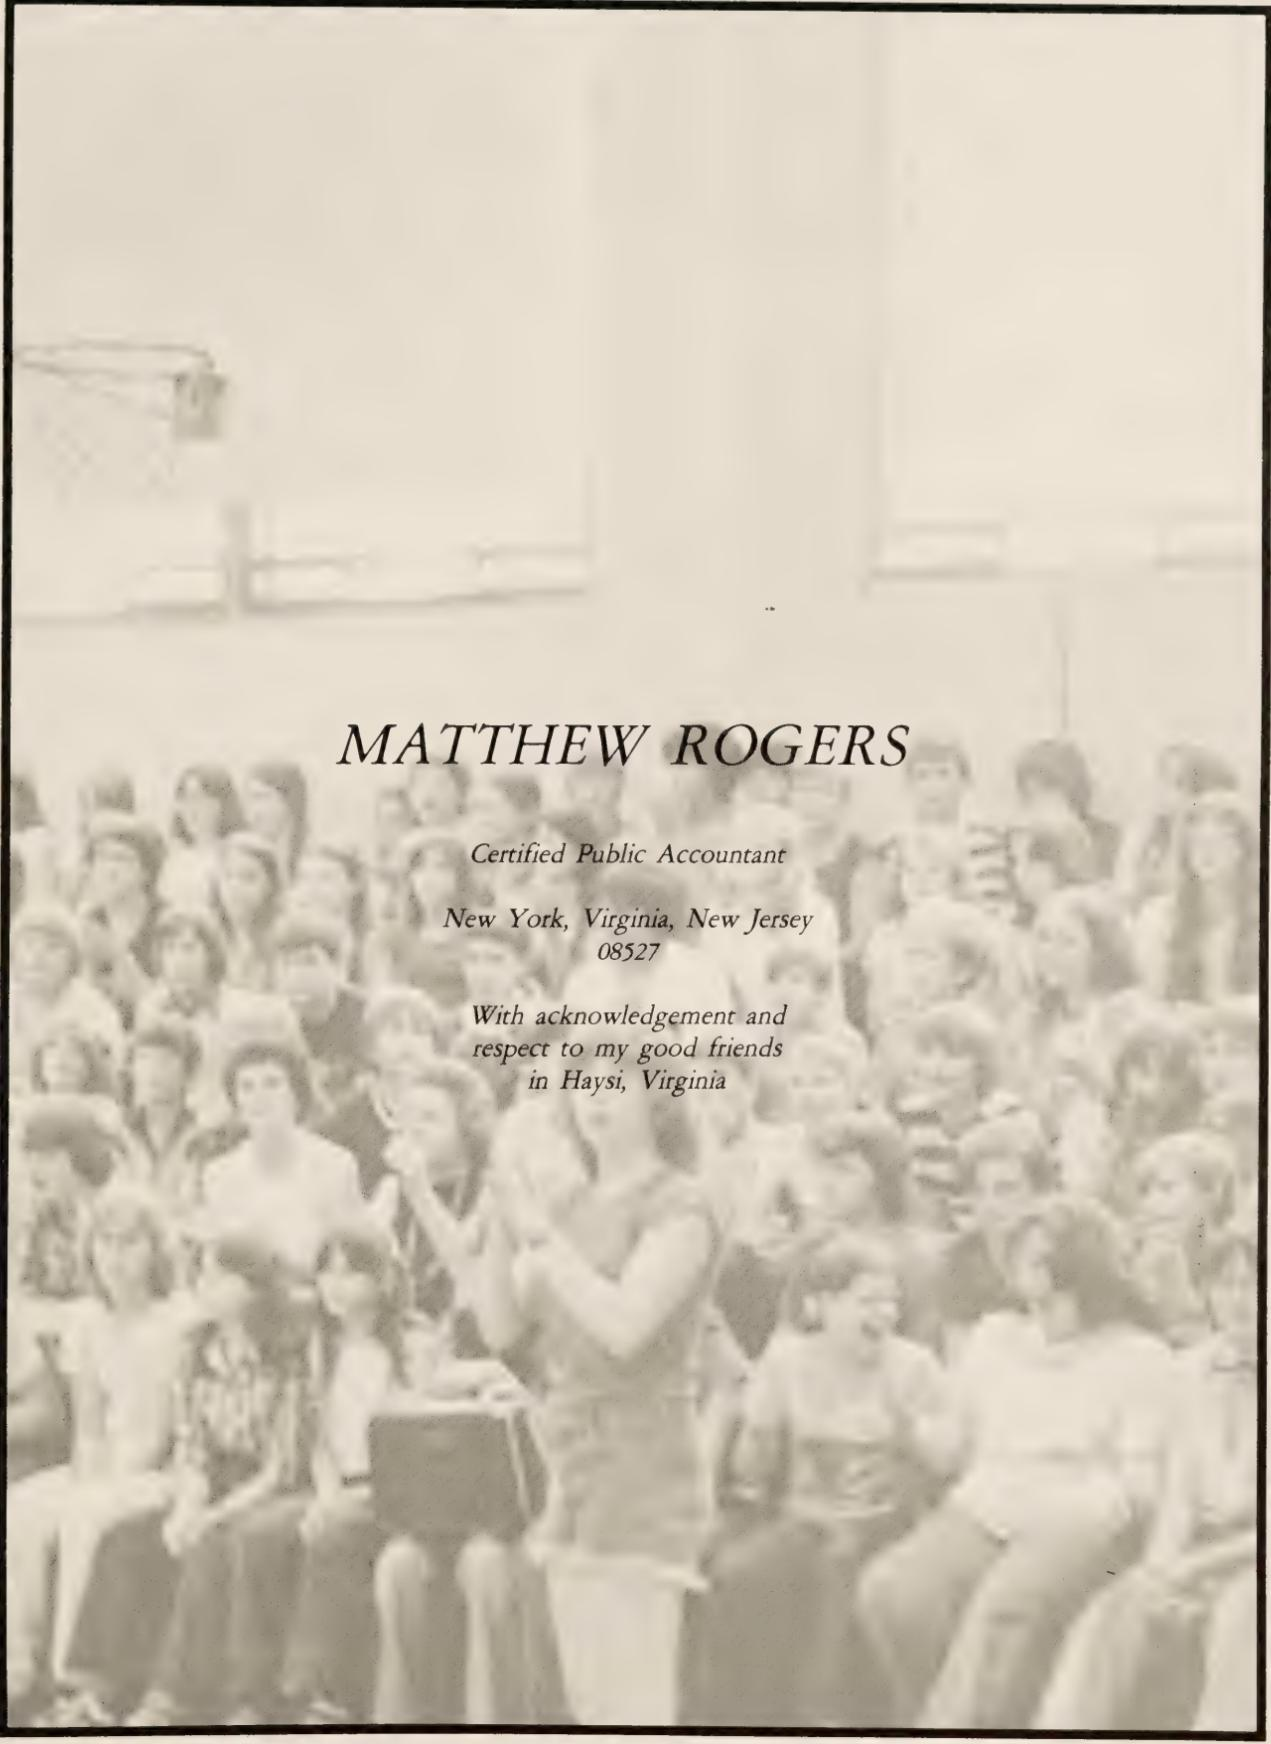 MATTHEW ROGERS
Certified Public Accountant
New York, Virginia, New Jersey
08527
With acknowledgement and
respect to my good friends
in Haysi, Virginia